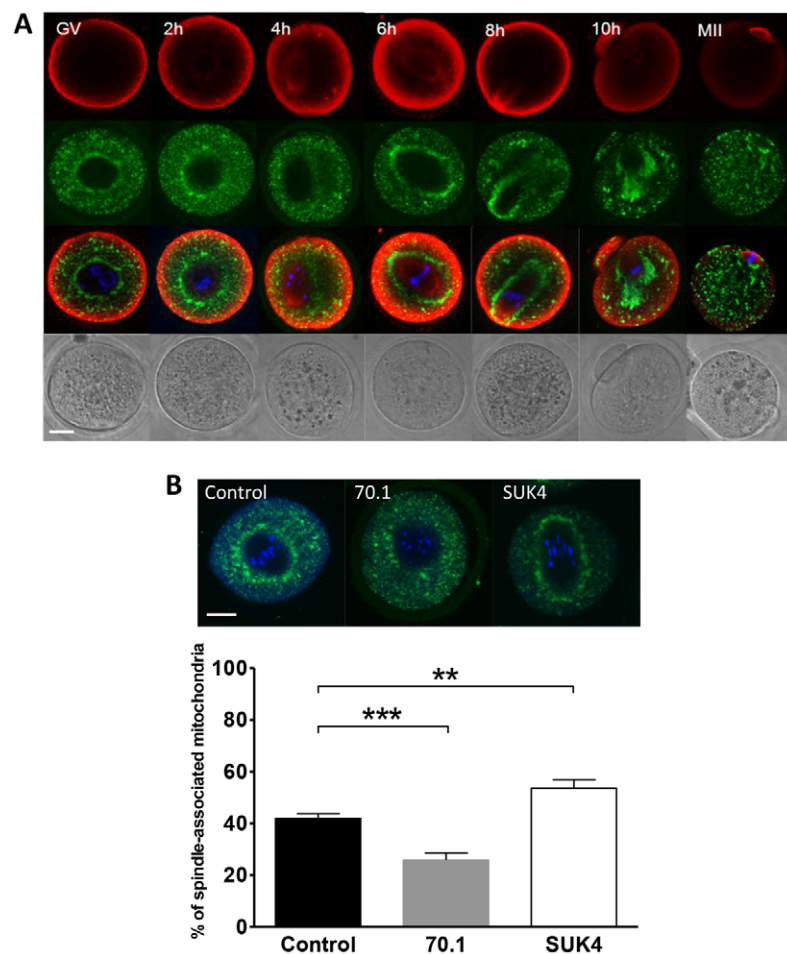 A
GV 2h 4h 6h 8h 10h MII
B
Control 70.1 SUK4
% of spindle-associated mitochondria
100
**
80
***
60
40
20
0
Control 70.1 SUK4